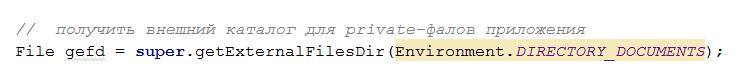 // получить внешний каталог для private-фалов приложения
File gefd = super.getExternalFilesDir(Environment.DIRECTORY_DOCUMENTS);